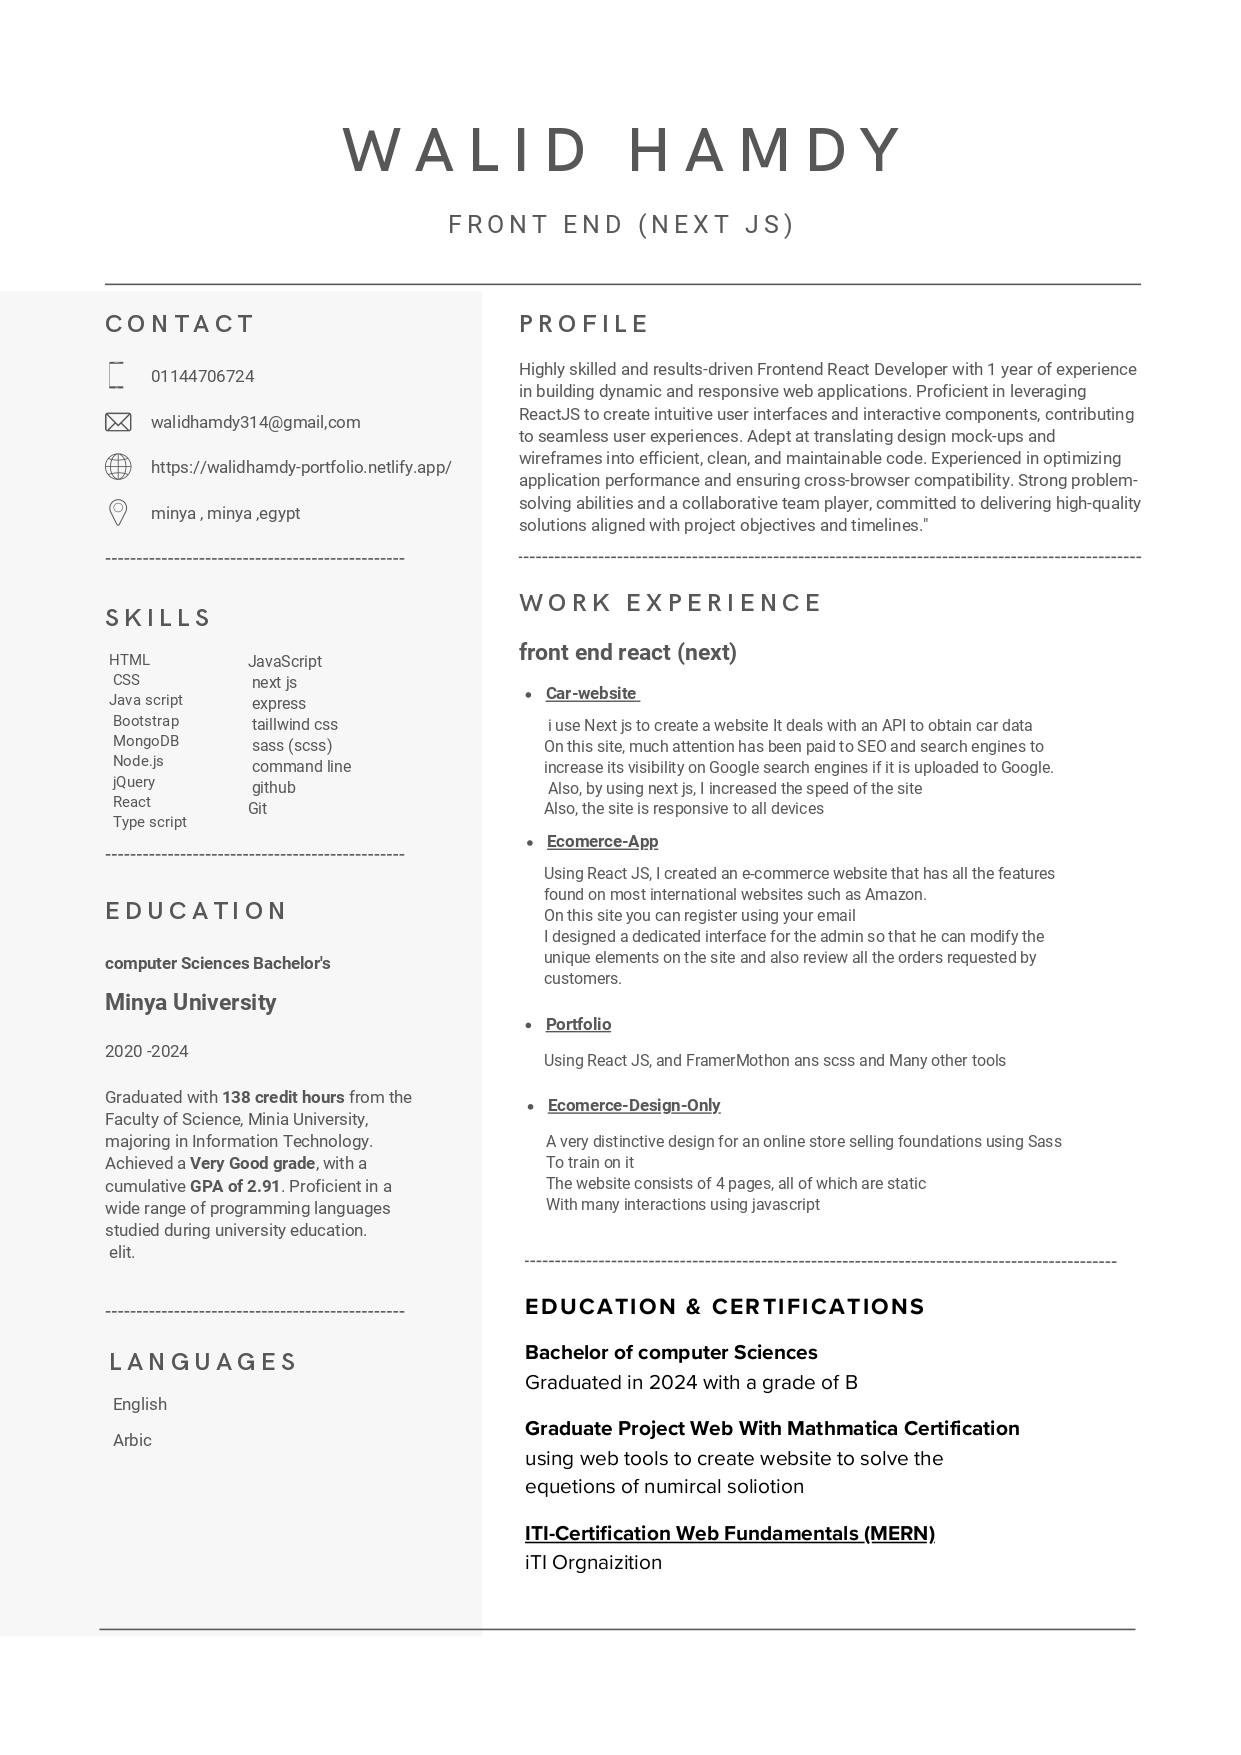 WALID HAMDY
FRONT END (NEXT JS)
CONTACT
01144706724
walidhamdy314@gmail,com
https://walidhamdy-portfolio.netlify.app/
minya , minya ,egypt
------------------------------------------------
SKILLS
HTML
CSS
Java script
Bootstrap
MongoDB
Node.js
jQuery
React
Type script
JavaScript
next js
express
taillwind css
sass (scss)
command line
github
Git
------------------------------------------------
EDUCATION
computer Sciences Bachelor's
Minya University
2020 -2024
Graduated with 138 credit hours from the
Faculty of Science, Minia University,
majoring in Information Technology.
Achieved a Very Good grade, with a
cumulative GPA of 2.91. Proficient in a
wide range of programming languages
studied during university education.
elit.
------------------------------------------------
LANGUAGES
English
Arbic
PROFILE
Highly skilled and results-driven Frontend React Developer with 1 year of experience
in building dynamic and responsive web applications. Proficient in leveraging
ReactJS to create intuitive user interfaces and interactive components, contributing
to seamless user experiences. Adept at translating design mock-ups and
wireframes into efficient, clean, and maintainable code. Experienced in optimizing
application performance and ensuring cross-browser compatibility. Strong problem-
solving abilities and a collaborative team player, committed to delivering high-quality
solutions aligned with project objectives and timelines."
----------------------------------------------------------------------------------------------------
WORK EXPERIENCE
front end react (next)
• Car-website
i use Next js to create a website It deals with an API to obtain car data
On this site, much attention has been paid to SEO and search engines to
increase its visibility on Google search engines if it is uploaded to Google.
Also, by using next js, I increased the speed of the site
Also, the site is responsive to all devices
• Ecomerce-App
Using React JS, I created an e-commerce website that has all the features
found on most international websites such as Amazon.
On this site you can register using your email
I designed a dedicated interface for the admin so that he can modify the
unique elements on the site and also review all the orders requested by
customers.
• Portfolio
Using React JS, and FramerMothon ans scss and Many other tools
• Ecomerce-Design-Only
A very distinctive design for an online store selling foundations using Sass
To train on it
The website consists of 4 pages, all of which are static
With many interactions using javascript
-----------------------------------------------------------------------------------------------
EDUCATION & CERTIFICATIONS
Bachelor of computer Sciences
Graduated in 2024 with a grade of B
Graduate Project Web With Mathmatica Certification
using web tools to create website to solve the
equetions of numircal soliotion
ITI-Certification Web Fundamentals (MERN)
iTI Orgnaizition